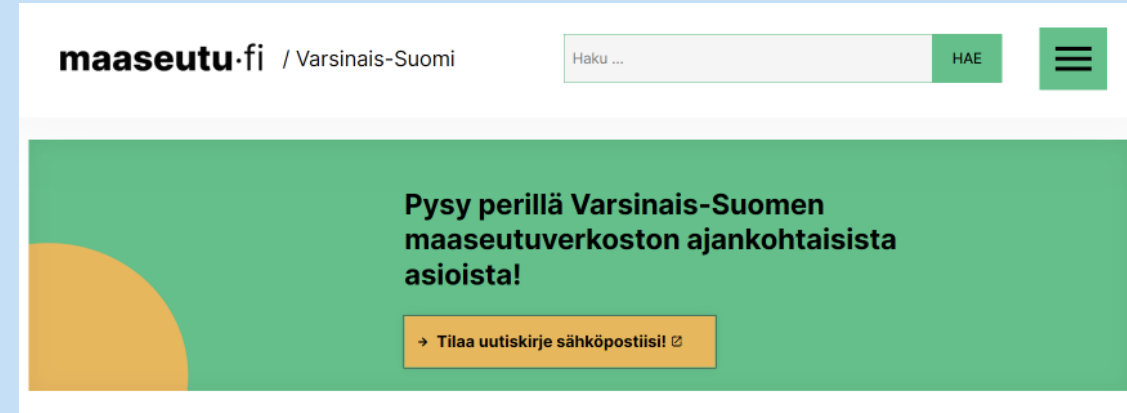 maaseutu·fi / Varsinais-Suomi
Haku ...
HAE
Pysy perillä Varsinais-Suomen
maaseutuverkoston ajankohtaisista
asioista!
→ Tilaa uutiskirje sähköpostiisi!